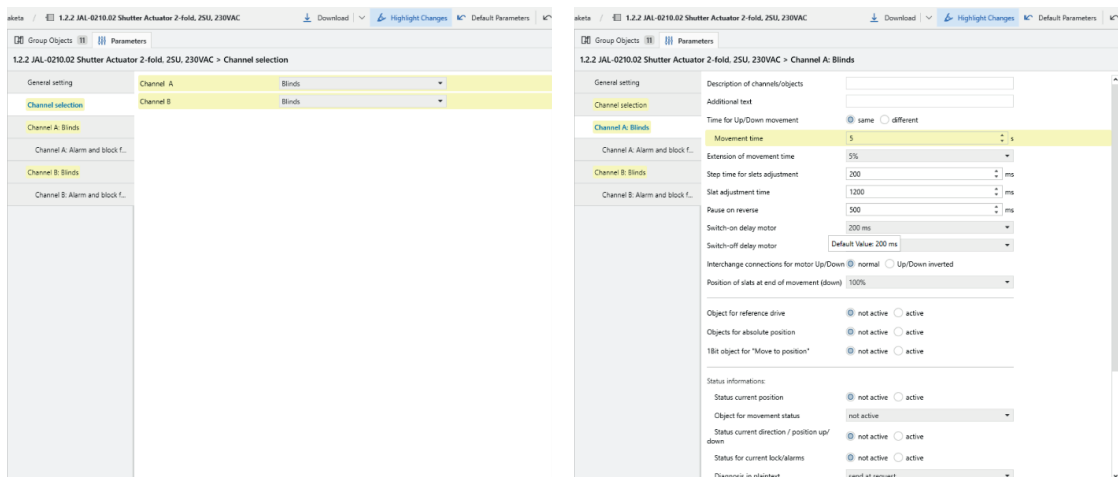 aketa / 1.2.2 JAL-0210.02 Shutter Actuator 2-fold, 2SU, 230VAC Download Highlight Changes Default Parameters
Group Objects 11 Parameters
1.2.2 JAL-0210.02 Shutter Actuator 2-fold, 2SU, 230VAC > Channel selection
General setting
Channel selection
Channel A: Blinds
Channel A: Alarm and block f...
Channel B: Blinds
Channel B: Alarm and block f...
Channel A Blinds
Channel B Blinds
aketa / 1.2.2 JAL-0210.02 Shutter Actuator 2-fold, 2SU, 230VAC Download Highlight Changes Default Parameters
Group Objects 11 Parameters
1.2.2 JAL-0210.02 Shutter Actuator 2-fold, 2SU, 230VAC > Channel A: Blinds
General setting
Channel selection
Channel A: Blinds
Channel A: Alarm and block f...
Channel B: Blinds
Channel B: Alarm and block f...
Description of channels/objects
Additional text
Time for Up/Down movement same different
Movement time 5 s
Extension of movement time 5%
Step time for slets adjustment 200 ms
Slat adjustment time 1200 ms
Pause on reverse 500 ms
Switch-on delay motor 200 ms
Switch-off delay motor Default Value: 200 ms
Interchange connections for motor Up/Down normal Up/Down inverted
Position of slats at end of movement (down) 100%
Object for reference drive not active active
Objects for absolute position not active active
1Bit object for "Move to position" not active active
Status informations:
Status current position not active active
Object for movement status not active
Status current direction / position up/
down not active active
Status for current lock/alarms not active active
Diagnosis in plaintext send at request